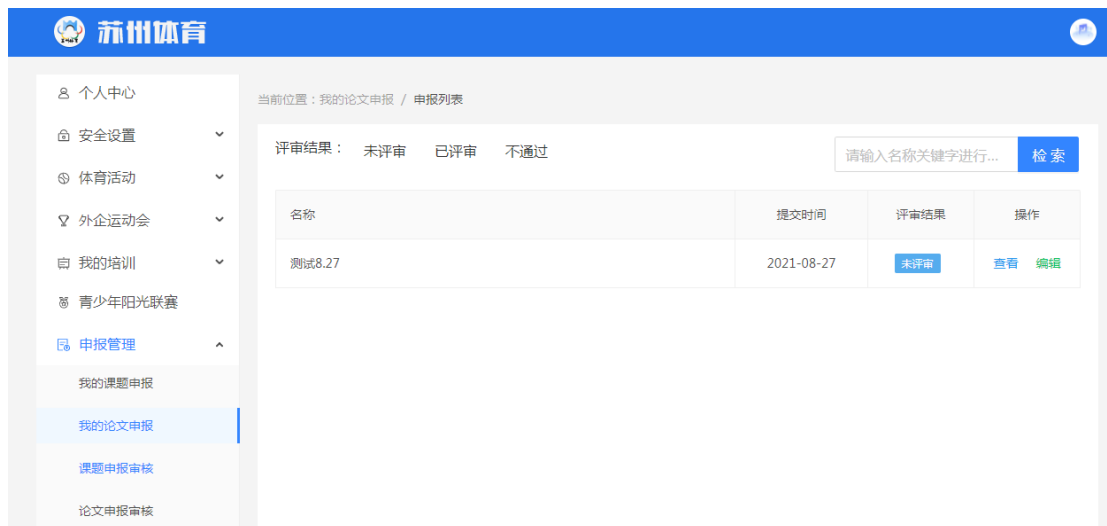 苏州体育
个人中心
安全设置
体育活动
外企运动会
我的培训
青少年阳光联赛
申报管理
我的课题申报
我的论文申报
课题申报审核
论文申报审核
当前位置：我的论文申报 / 申报列表
评审结果： 未评审 已评审 不通过
请输入名称关键字进行... 检索
名称 提交时间 评审结果 操作
测试8.27 2021-08-27 未评审 查看 编辑